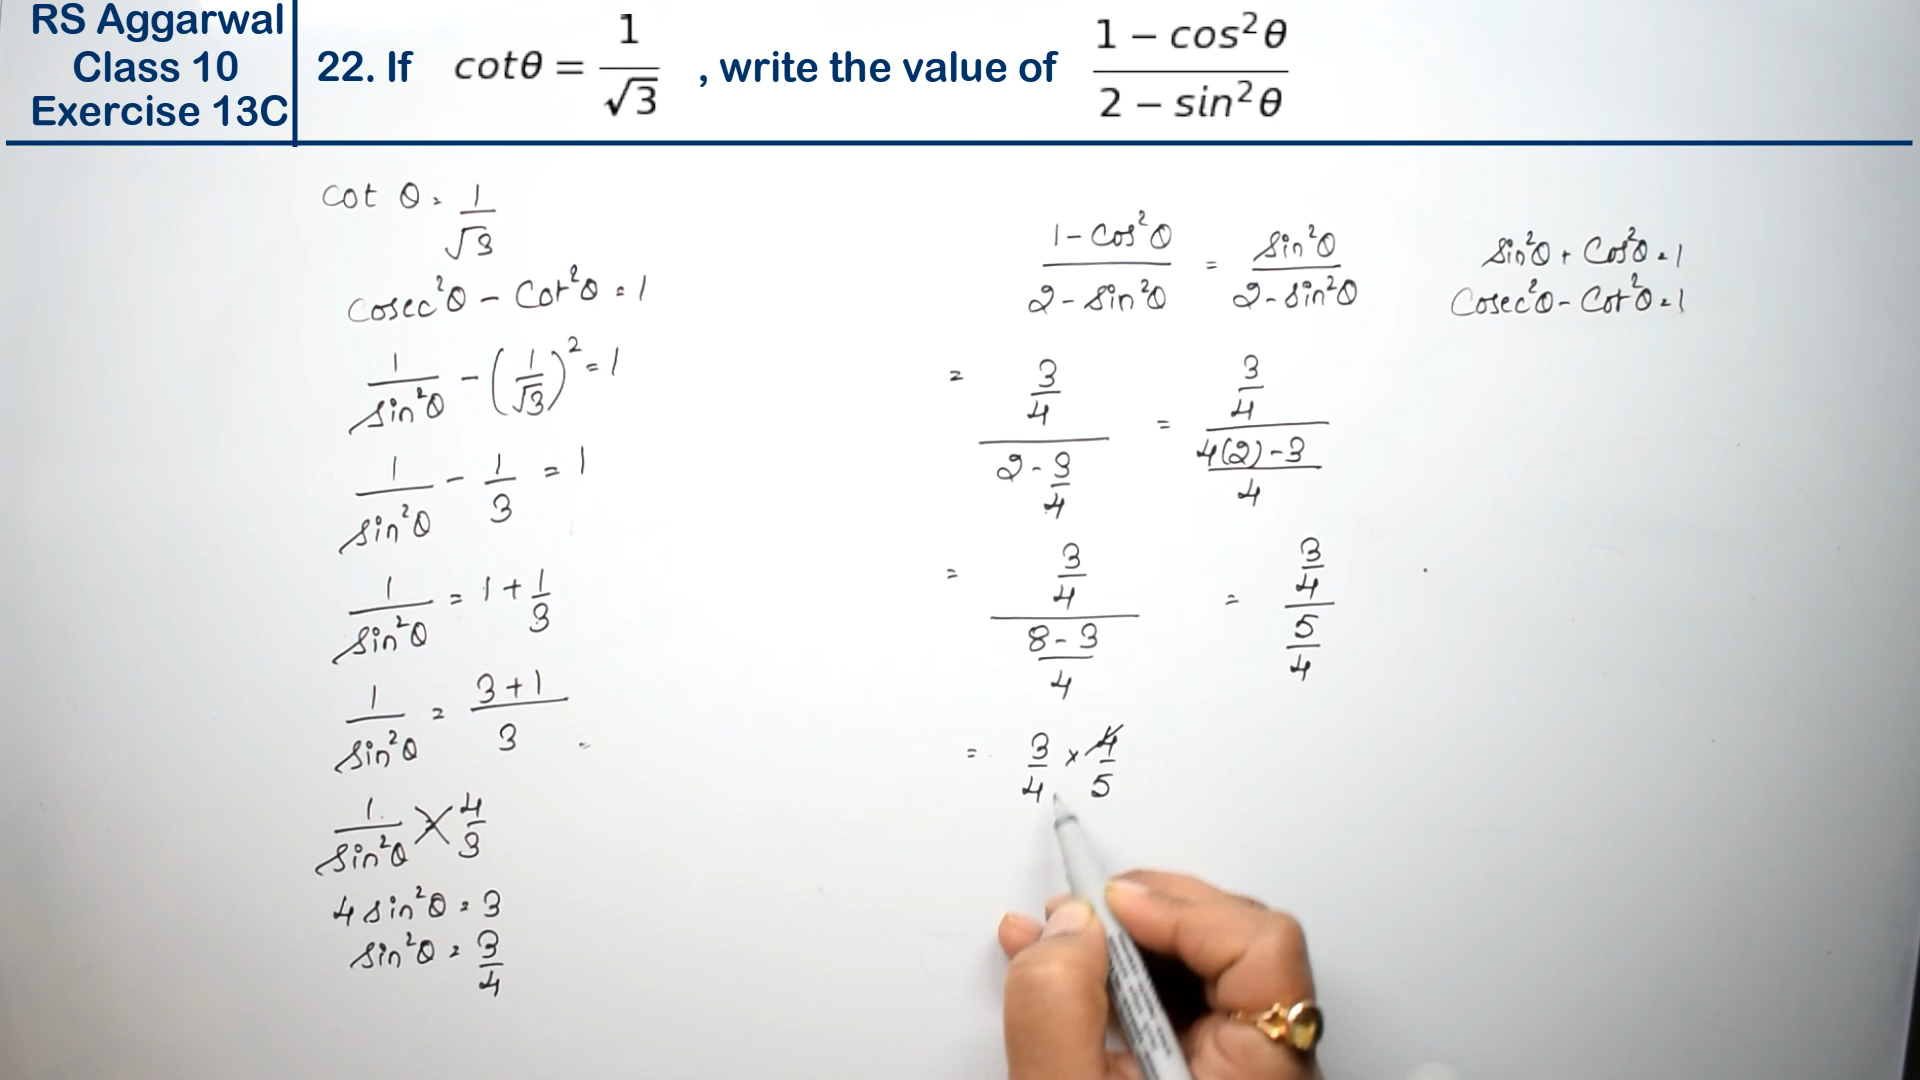 RS Aggarwal
Class 10
Exercise 13C
22. If cotθ = 1/√3 , write the value of (1 − cos²θ)/(2 − sin²θ)
cot θ = 1/√3
Cosec²θ − Cot²θ = 1
1/sin²θ − (1/√3)² = 1
1/sin²θ − 1/3 = 1
1/sin²θ = 1 + 1/3
1/sin²θ = (3+1)/3 =
1/sin²θ × 4/3
4 sin²θ = 3
sin²θ = 3/4
(1 − Cos²θ)/(2 − sin²θ) = sin²θ/(2 − sin²θ)
= (3/4)/(2 − 3/4) = (3/4)/((4(2) − 3)/4)
= (3/4)/((8 − 3)/4) = (3/4)/(5/4)
= 3/4 × 4/5
sin²θ + Cos²θ = 1
Cosec²θ − Cot²θ = 1